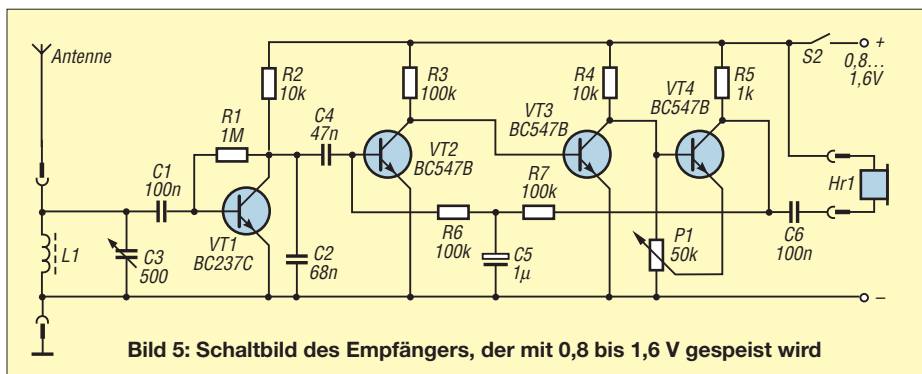 Antenne
L1
C3
500
C1
100n
R1
1M
R2
10k
VT1
BC237C
C2
68n
C4
47n
R3
100k
VT2
BC547B
R6
100k
C5
1µ
R7
100k
VT3
BC547B
R4
10k
VT4
BC547B
P1
50k
R5
1k
C6
100n
S2
+
0,8...
1,6V
Hr1
–
Bild 5: Schaltbild des Empfängers, der mit 0,8 bis 1,6 V gespeist wird